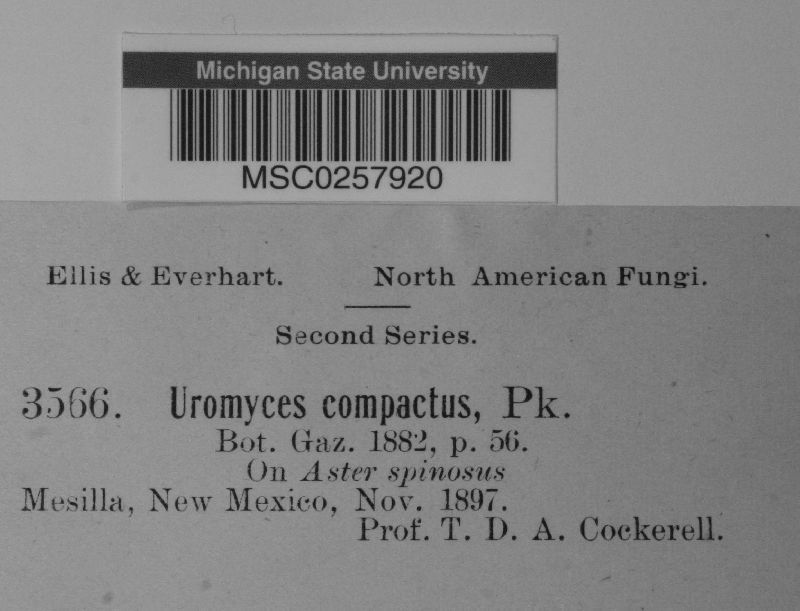 Michigan State University
MSC0257920
Ellis & Everhart. North American Fungi.
Second Series.
3566. Uromyces compactus, Pk.
Bot. Gaz. 1882, p. 56.
On Aster spinosus
Mesilla, New Mexico, Nov. 1897.
Prof. T. D. A. Cockerell.